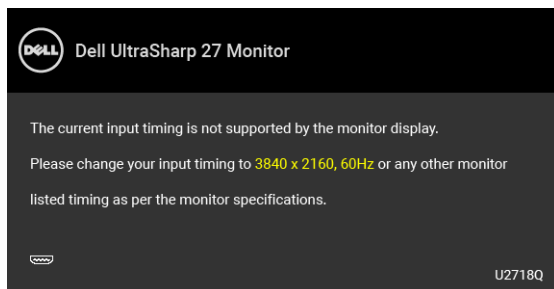 DELL
Dell UltraSharp 27 Monitor
The current input timing is not supported by the monitor display.
Please change your input timing to 3840 x 2160, 60Hz or any other monitor
listed timing as per the monitor specifications.
U2718Q